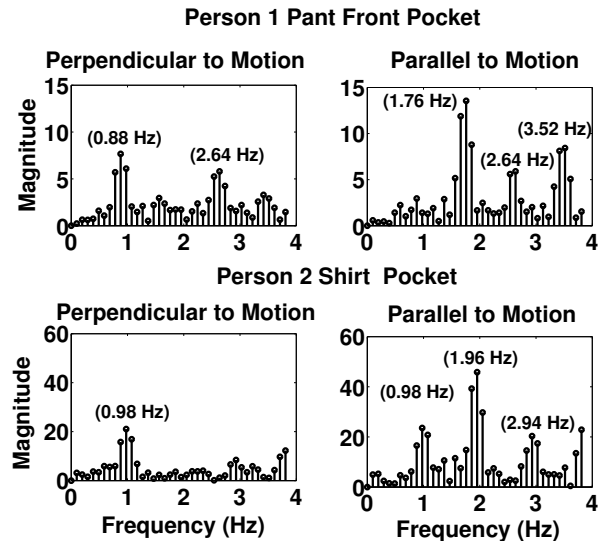 Person 1 Pant Front Pocket
Perpendicular to Motion
Parallel to Motion
Magnitude
15
10
5
0
(0.88 Hz)
(2.64 Hz)
0 1 2 3 4
15
10
5
0
(1.76 Hz)
(2.64 Hz)
(3.52 Hz)
0 1 2 3 4
Person 2 Shirt Pocket
Perpendicular to Motion
Parallel to Motion
Magnitude
60
40
20
0
(0.98 Hz)
0 1 2 3 4
Frequency (Hz)
60
40
20
0
(0.98 Hz)
(1.96 Hz)
(2.94 Hz)
0 1 2 3 4
Frequency (Hz)